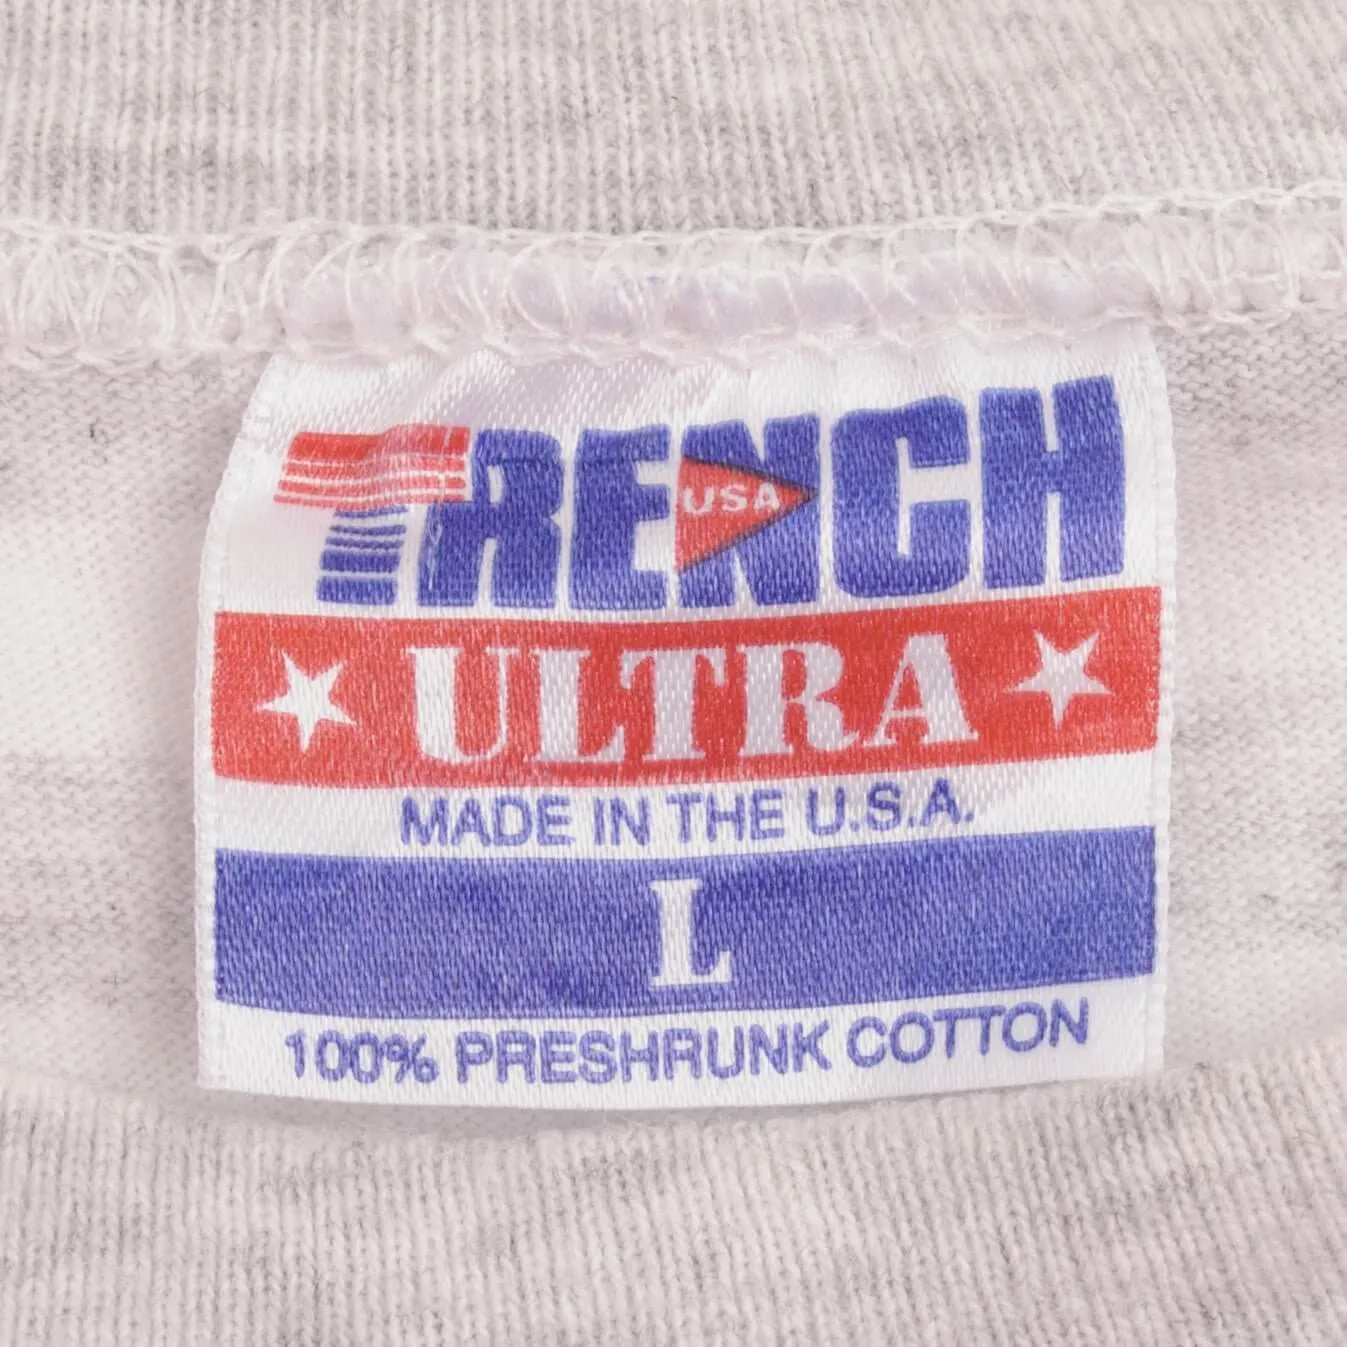 TRENCH
USA
ULTRA
MADE IN THE U.S.A.
L
100% PRESHRUNK COTTON